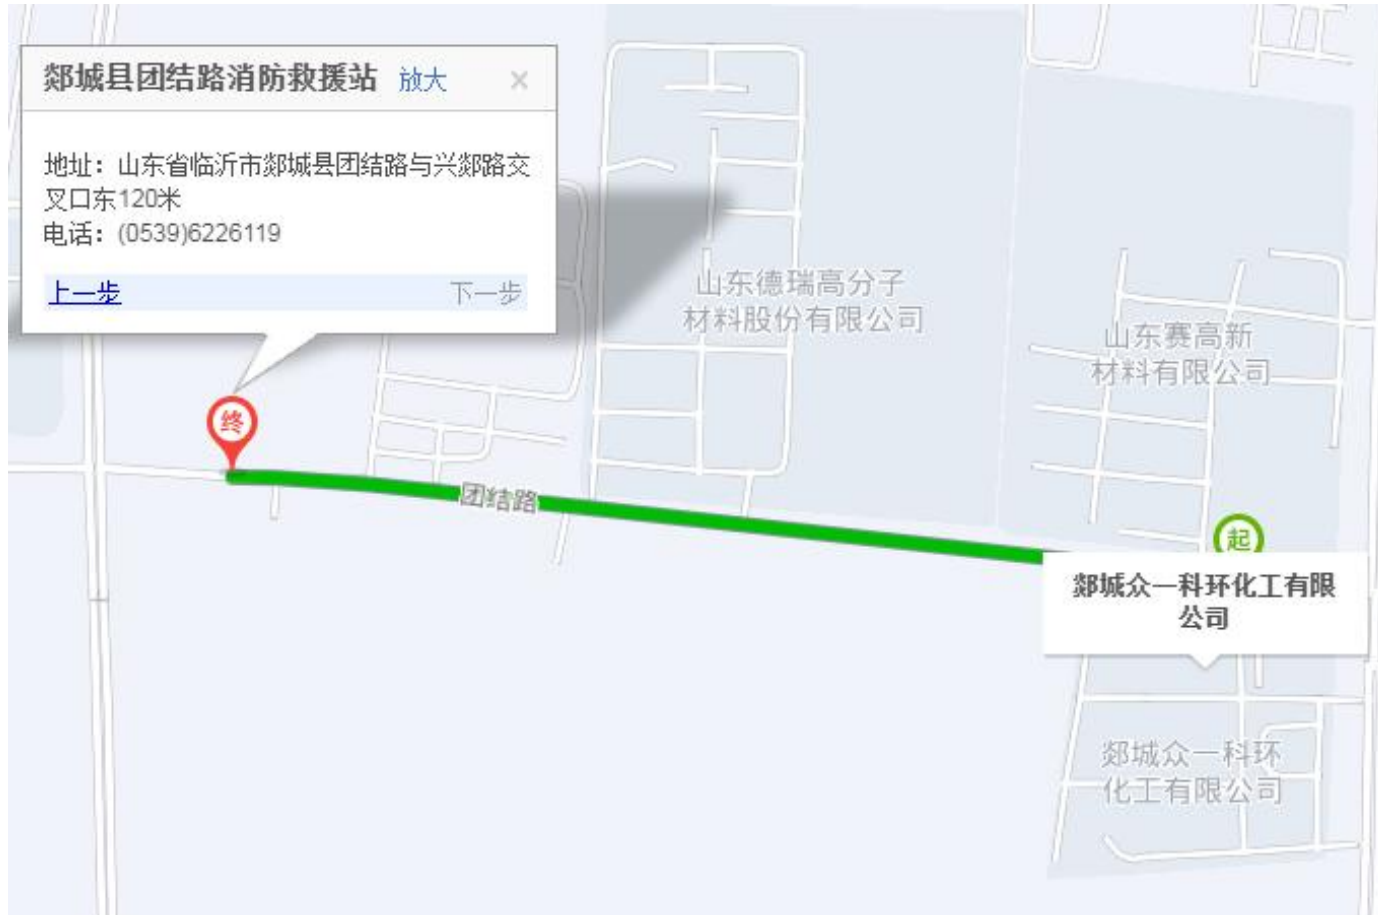 郯城县团结路消防救援站 放大 ×
地址：山东省临沂市郯城县团结路与兴郯路交
叉口东120米
电话：(0539)6226119
上一步 下一步
山东德瑞高分子
材料股份有限公司
山东赛高新
材料有限公司
终
团结路
起
郯城众一科环化工有限
公司
郯城众一科环
化工有限公司